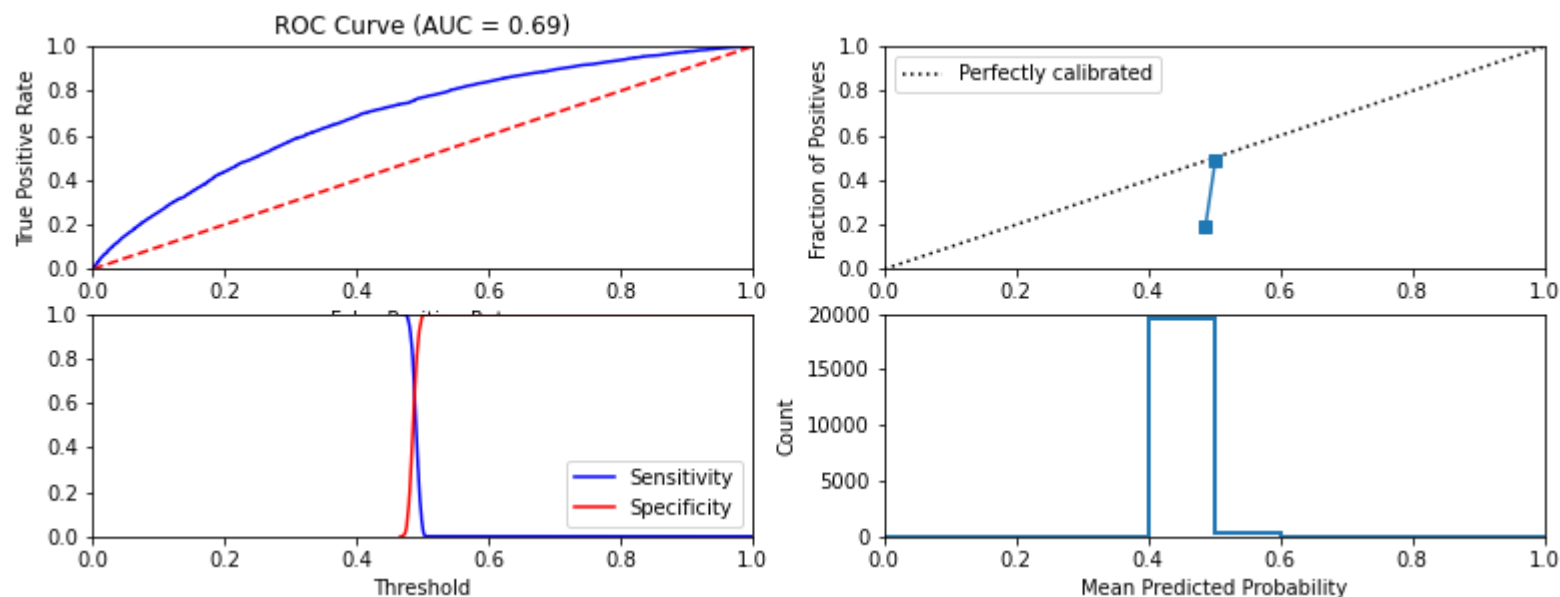 ROC Curve (AUC = 0.69)
1.0
0.8
0.6
0.4
0.2
0.0
True Positive Rate
0.0 0.2 0.4 0.6 0.8 1.0
1.0
0.8
0.6
0.4
0.2
0.0
Fraction of Positives
Perfectly calibrated
0.0 0.2 0.4 0.6 0.8 1.0
1.0
0.8
0.6
0.4
0.2
0.0
Sensitivity
Specificity
0.0 0.2 0.4 0.6 0.8 1.0
Threshold
20000
15000
10000
5000
0
Count
0.0 0.2 0.4 0.6 0.8 1.0
Mean Predicted Probability